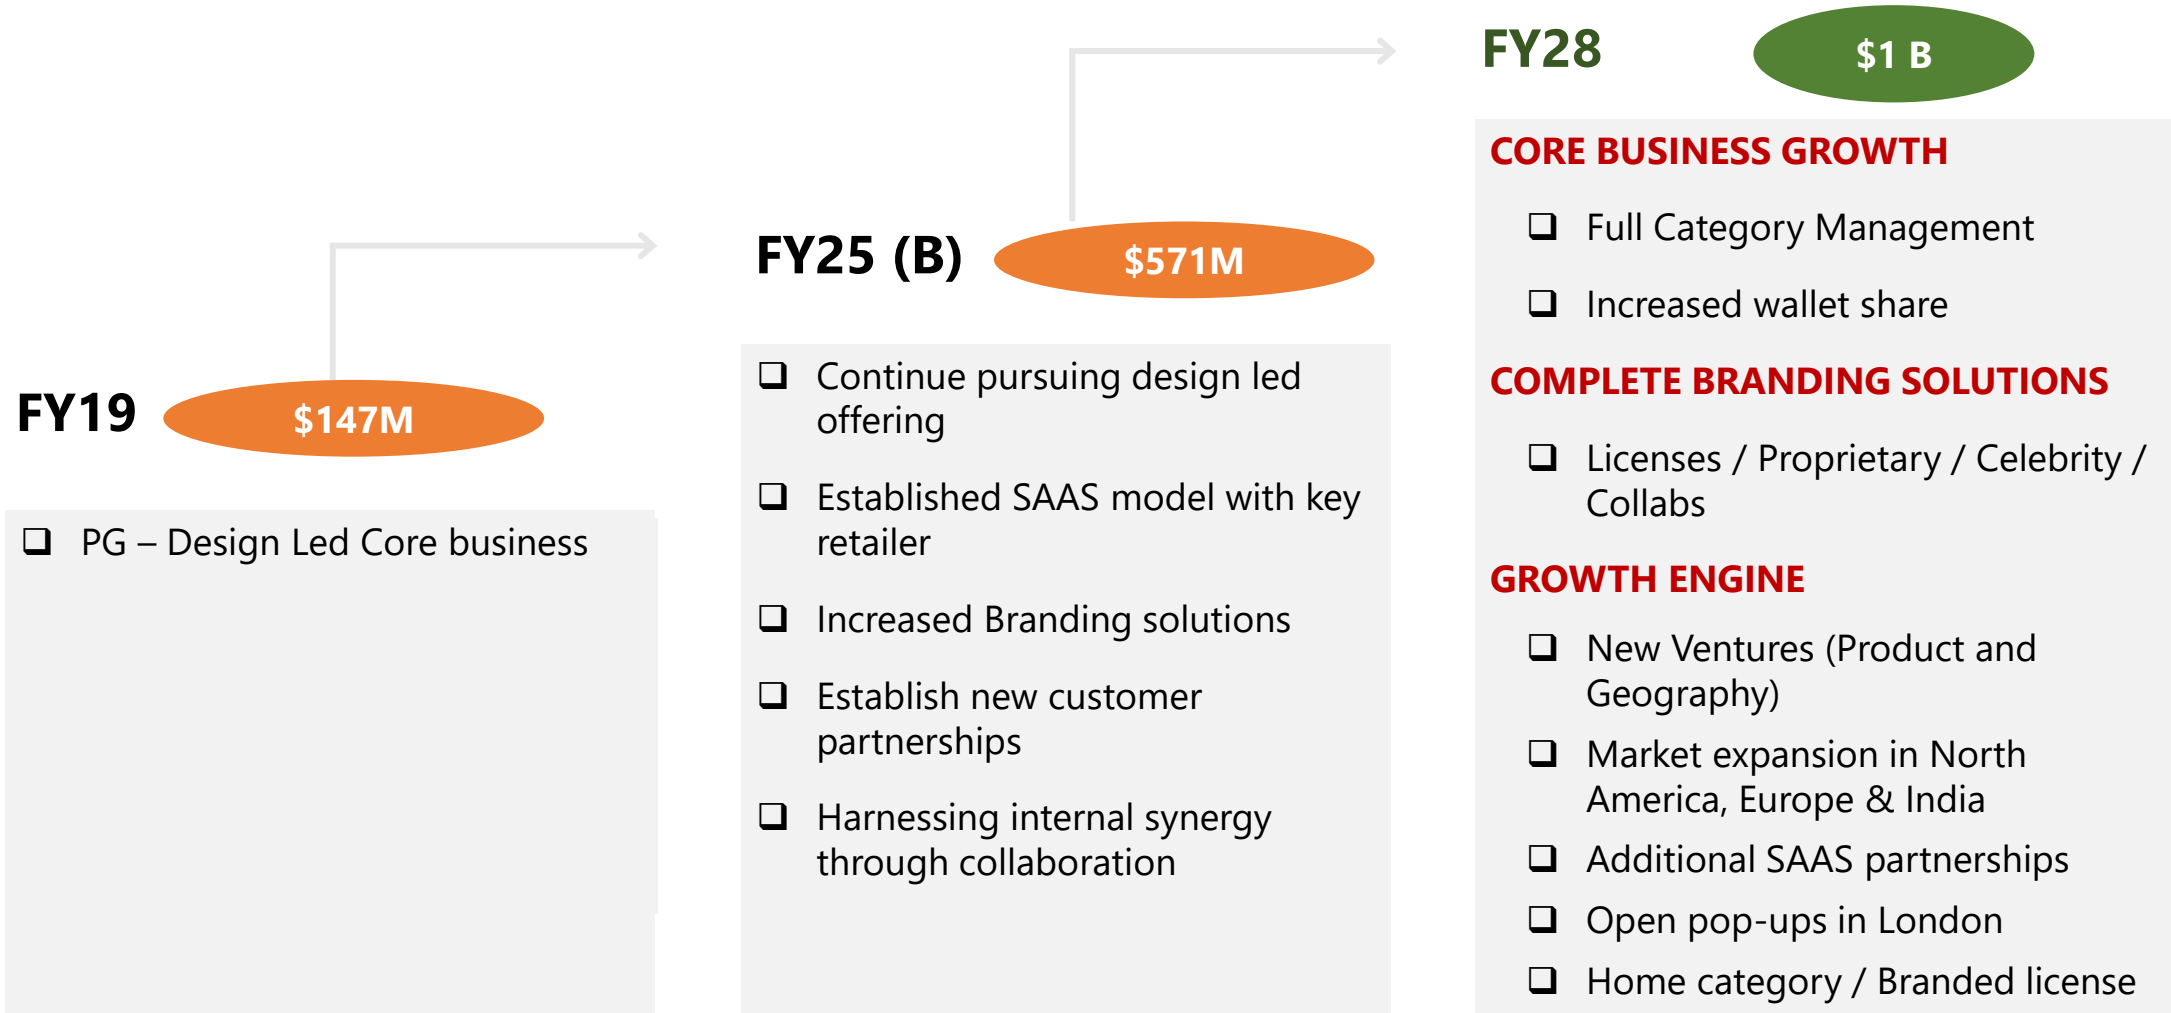 FY19
$147M
PG – Design Led Core business
FY25 (B)
$571M
Continue pursuing design led
offering
Established SAAS model with key
retailer
Increased Branding solutions
Establish new customer
partnerships
Harnessing internal synergy
through collaboration
FY28
$1 B
CORE BUSINESS GROWTH
Full Category Management
Increased wallet share
COMPLETE BRANDING SOLUTIONS
Licenses / Proprietary / Celebrity /
Collabs
GROWTH ENGINE
New Ventures (Product and
Geography)
Market expansion in North
America, Europe & India
Additional SAAS partnerships
Open pop-ups in London
Home category / Branded license